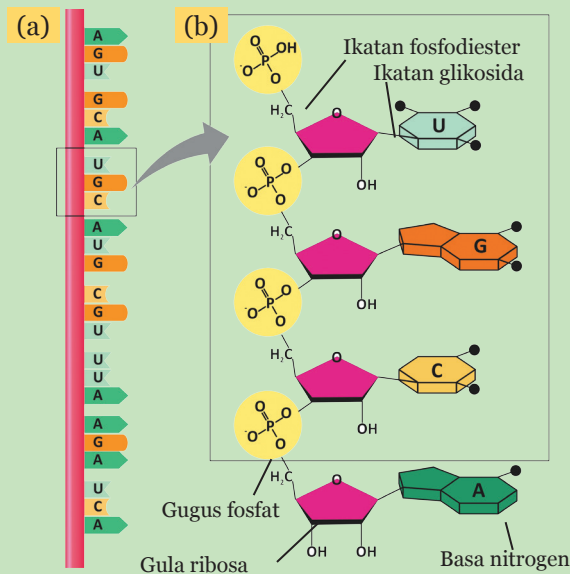 (a)
A
G
U
G
C
A
U
G
C
A
U
G
C
G
U
U
U
A
A
G
A
U
C
A
(b)
O
P
OH
-O
O
H₂C
O
U
OH
Ikatan fosfodiester
Ikatan glikosida
O
O
P
-O
O
H₂C
O
G
OH
O
O
P
-O
O
H₂C
O
C
OH
O
O
P
-O
O
H₂C
O
A
OH
OH
Gugus fosfat
Gula ribosa
Basa nitrogen